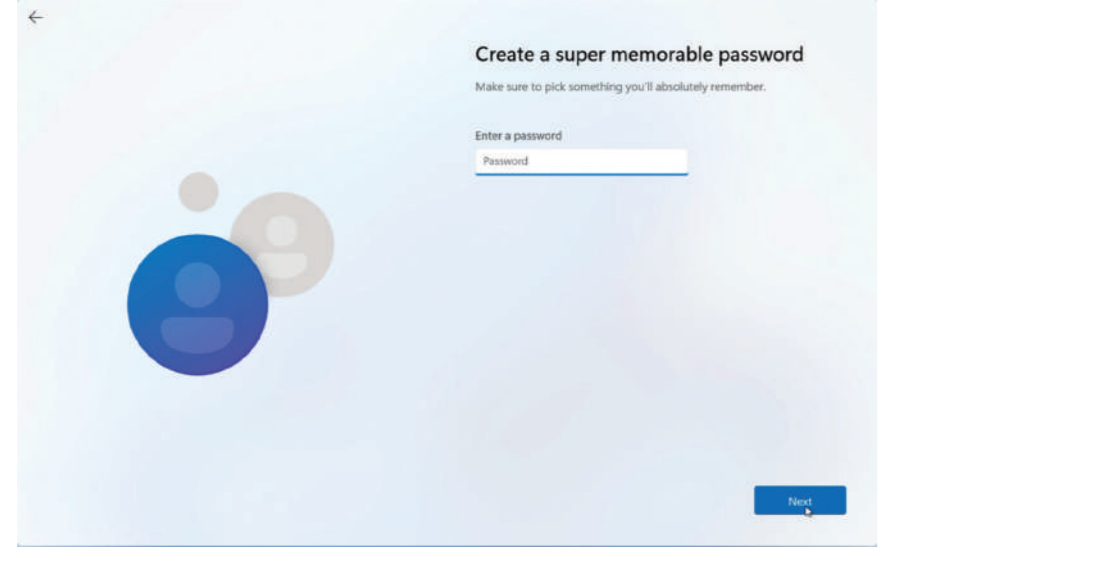 Create a super memorable password
Make sure to pick something you'll absolutely remember.
Enter a password
Password
Next